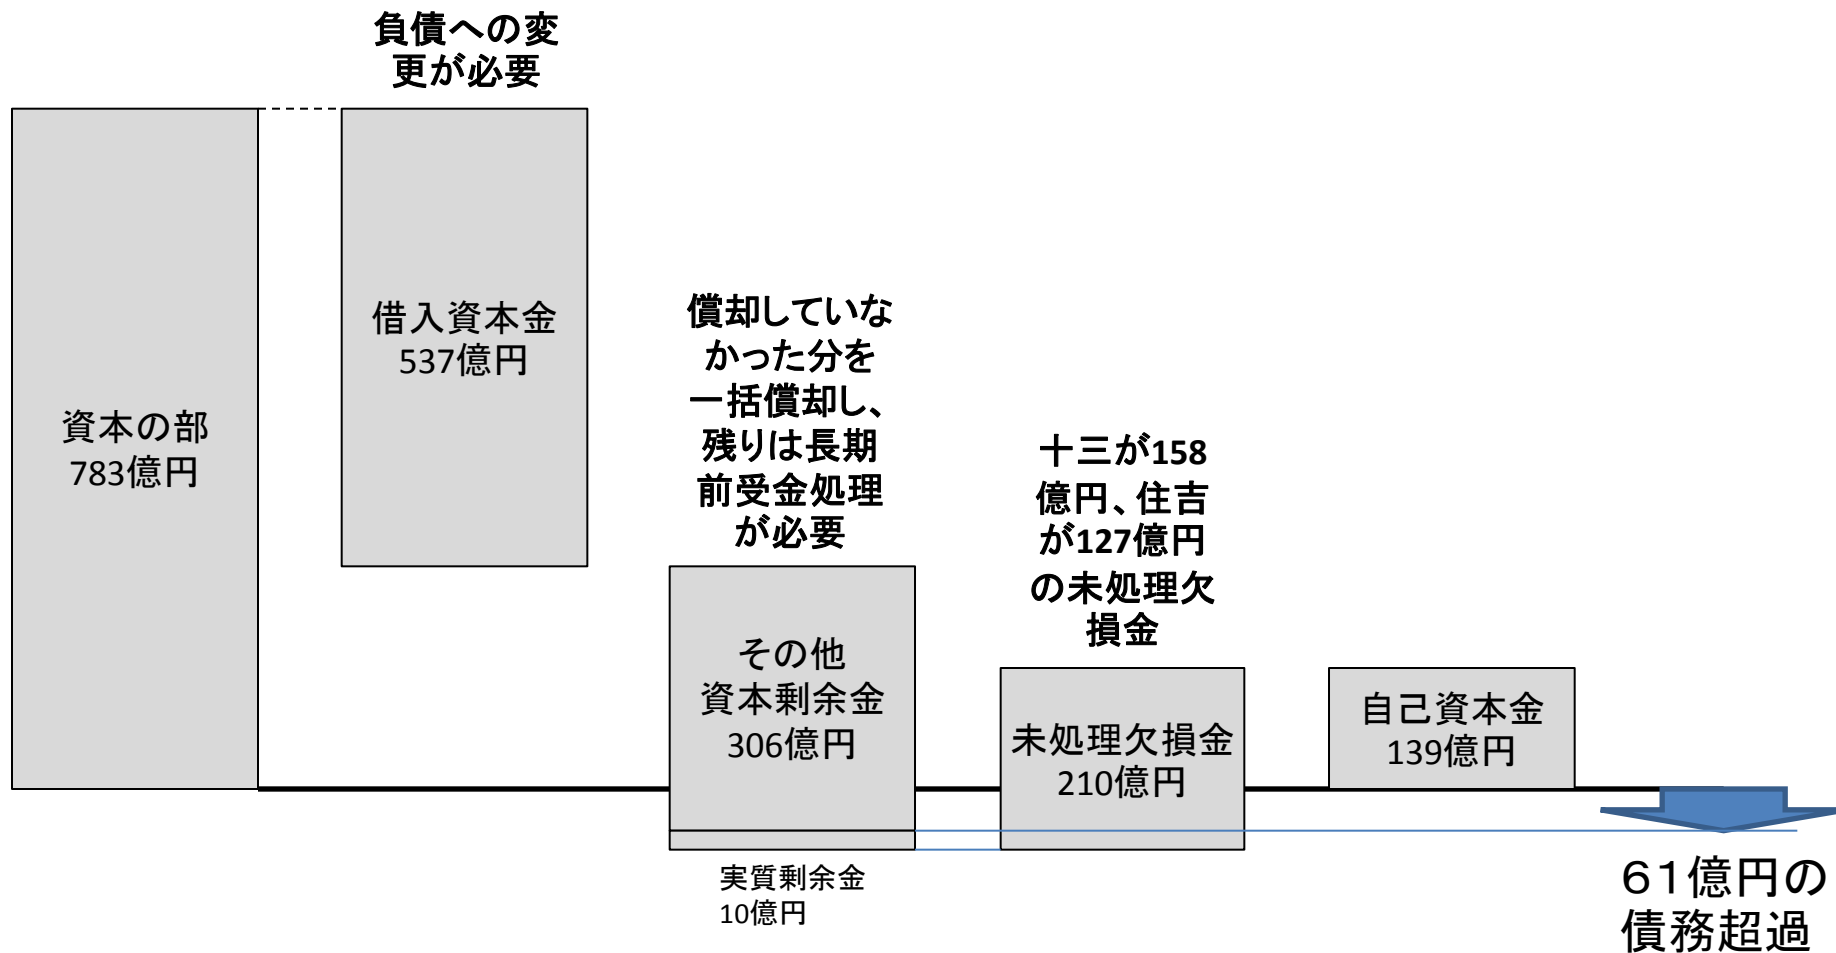 負債への変
更が必要
資本の部
783億円
借入資本金
537億円
償却していな
かった分を
一括償却し、
残りは長期
前受金処理
が必要
その他
資本剰余金
306億円
実質剰余金
10億円
十三が158
億円、住吉
が127億円
の未処理欠
損金
未処理欠損金
210億円
自己資本金
139億円
６１億円の
債務超過